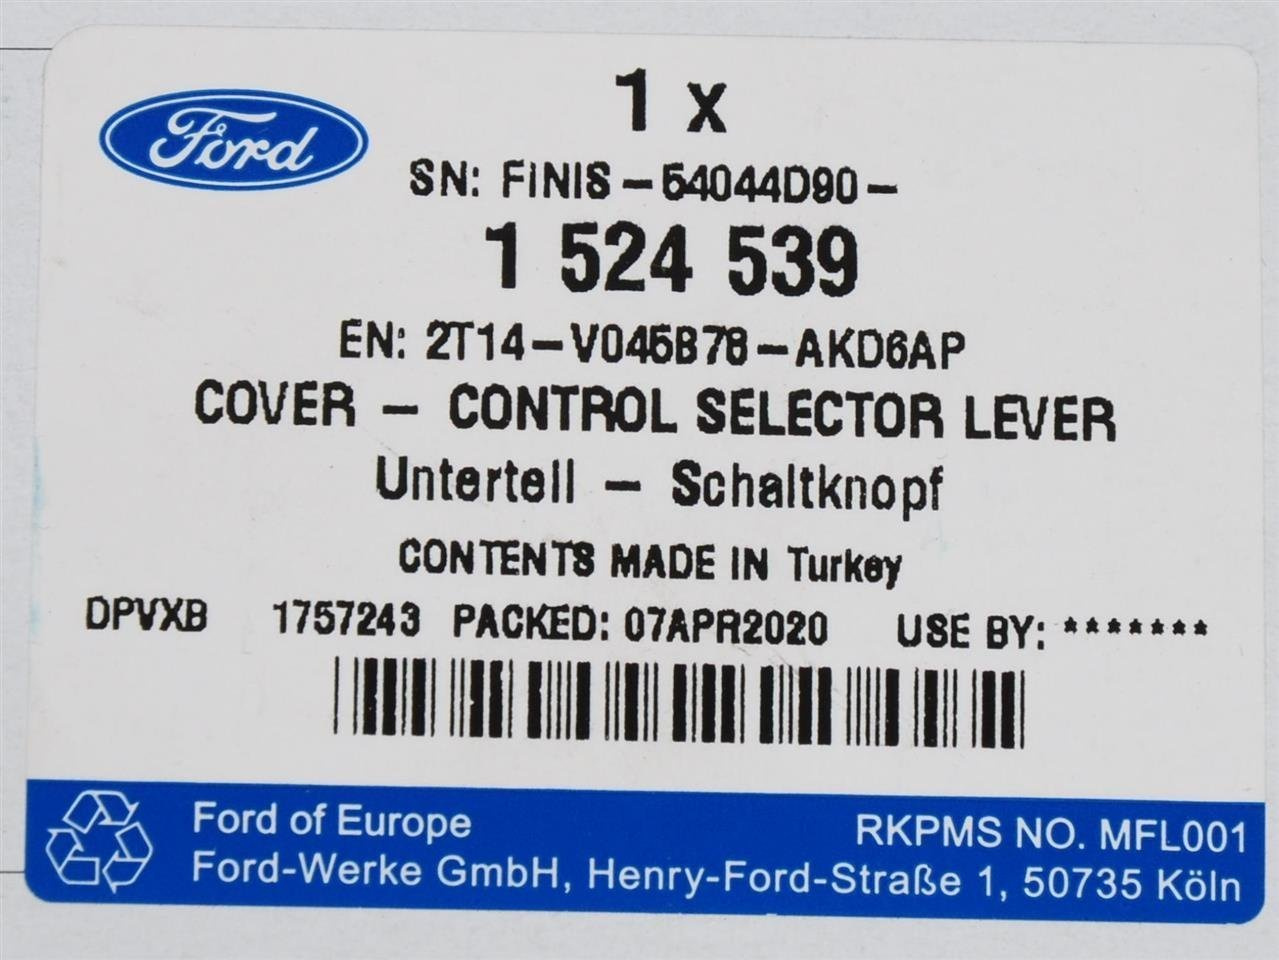 Ford
1 x
SN: FINIS -54044D90-
1 524 539
EN: 2T14-V045B78-AKD6AP
COVER - CONTROL SELECTOR LEVER
Unterteil - Schaltknopf
CONTENTS MADE IN Turkey
DPVXB 1757243 PACKED: 07APR2020 USE BY: *******
Ford of Europe RKPMS NO. MFL001
Ford-Werke GmbH, Henry-Ford-Straße 1, 50735 Köln